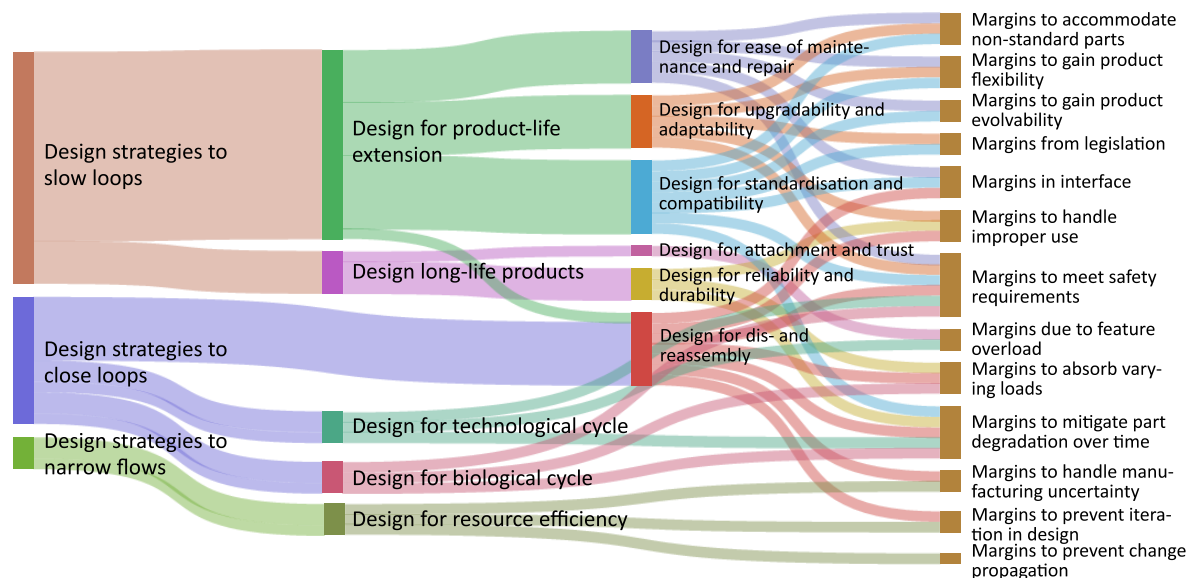 Design strategies to
slow loops
Design strategies to
close loops
Design strategies to
narrow flows
Design for product-life
extension
Design long-life products
Design for technological cycle
Design for biological cycle
Design for resource efficiency
Design for ease of mainte-
nance and repair
Design for upgradability and
adaptability
Design for standardisation and
compatibility
Design for attachment and trust
Design for reliability and
durability
Design for dis- and
reassembly
Margins to accommodate
non-standard parts
Margins to gain product
flexibility
Margins to gain product
evolvability
Margins from legislation
Margins in interface
Margins to handle
improper use
Margins to meet safety
requirements
Margins due to feature
overload
Margins to absorb vary-
ing loads
Margins to mitigate part
degradation over time
Margins to handle manu-
facturing uncertainty
Margins to prevent itera-
tion in design
Margins to prevent change
propagation